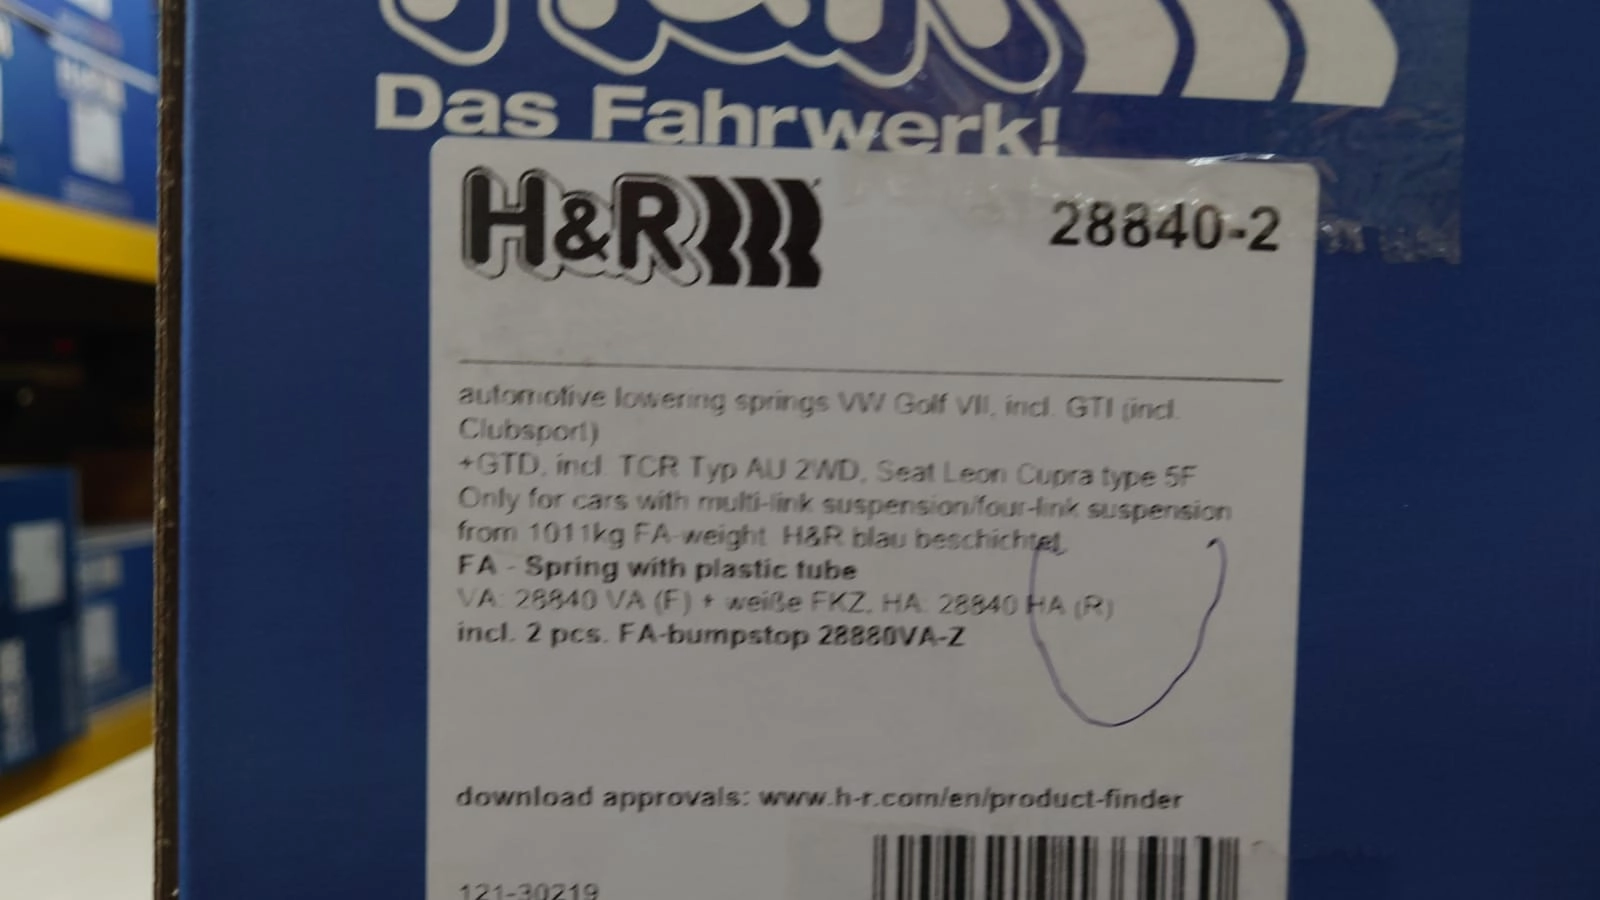 H&R
Das Fahrwerk!
H&R
28840-2
automotive lowering springs VW Golf VII, incl. GTI (incl.
Clubsport)
+GTD, incl. TCR Typ AU 2WD, Seat Leon Cupra type 5F
Only for cars with multi-link suspension/four-link suspension
from 1011kg FA-weight H&R blau beschichtet,
FA - Spring with plastic tube
VA: 28840 VA (F) + weiße FKZ, HA: 28840 HA (R)
incl. 2 pcs. FA-bumpstop 28880VA-Z
download approvals: www.h-r.com/en/product-finder
121-30219